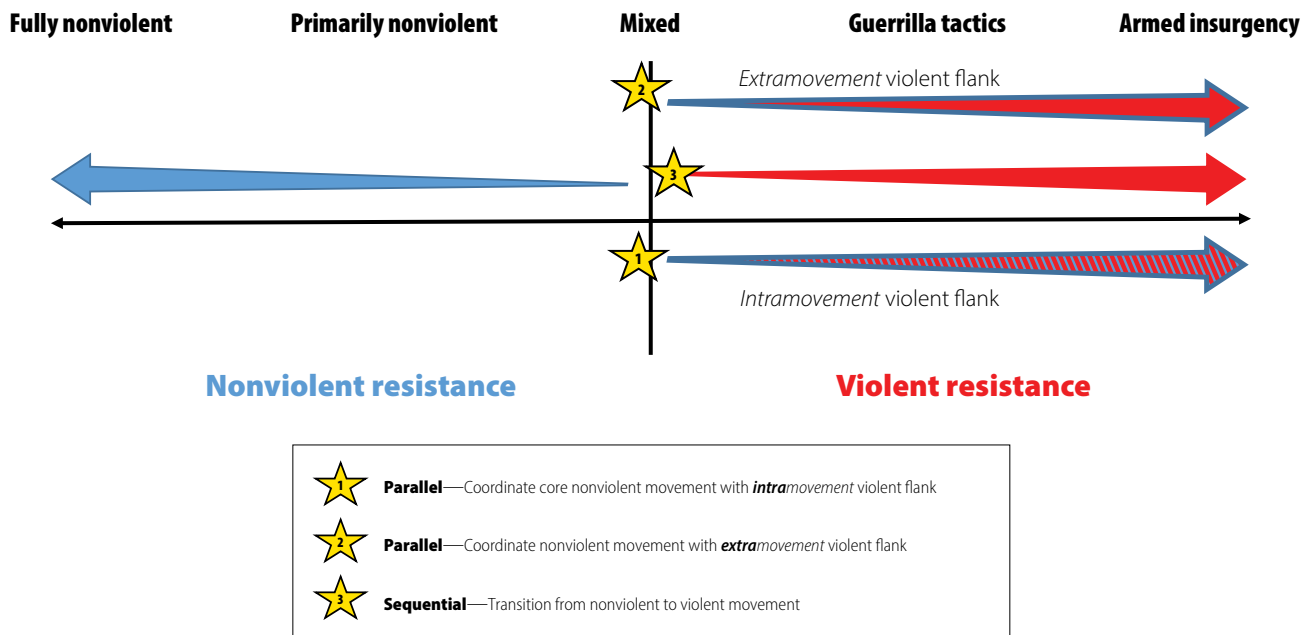 Fully nonviolent Primarily nonviolent Mixed Guerrilla tactics Armed insurgency
Extramovement violent flank
2
3
1
Intramovement violent flank
Nonviolent resistance Violent resistance
1 Parallel—Coordinate core nonviolent movement with intramovement violent flank
2 Parallel—Coordinate nonviolent movement with extramovement violent flank
3 Sequential—Transition from nonviolent to violent movement